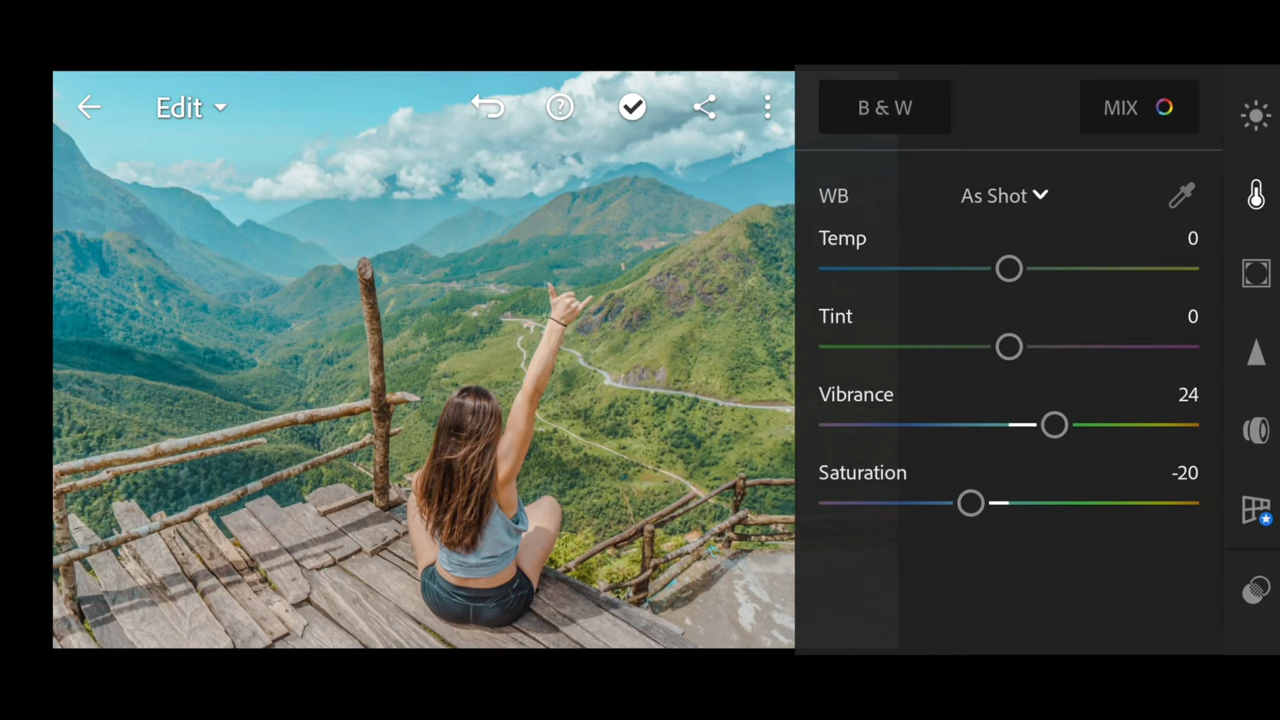 Edit
B & W
MIX
WB
As Shot
Temp
0
Tint
0
Vibrance
24
Saturation
-20